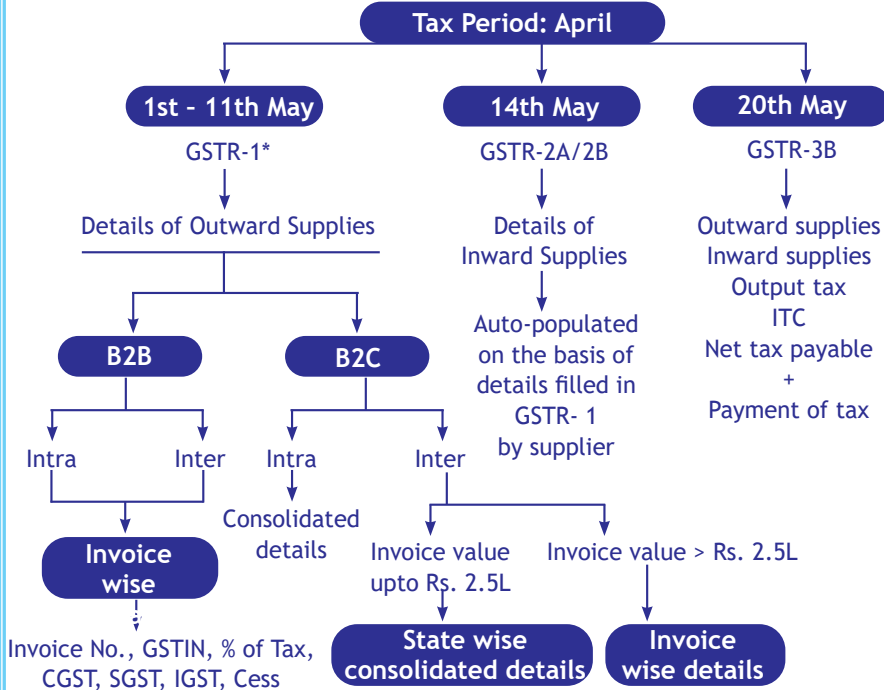 Tax Period: April
1st – 11th May
GSTR-1*
Details of Outward Supplies
B2B
Intra
Inter
Invoice
wise
Invoice No., GSTIN, % of Tax,
CGST, SGST, IGST, Cess
B2C
Intra
Consolidated
details
Inter
Invoice value
upto Rs. 2.5L
State wise
consolidated details
Invoice value > Rs. 2.5L
Invoice
wise details
14th May
GSTR-2A/2B
Details of
Inward Supplies
Auto-populated
on the basis of
details filled in
GSTR- 1
by supplier
20th May
GSTR-3B
Outward supplies
Inward supplies
Output tax
ITC
Net tax payable
+
Payment of tax